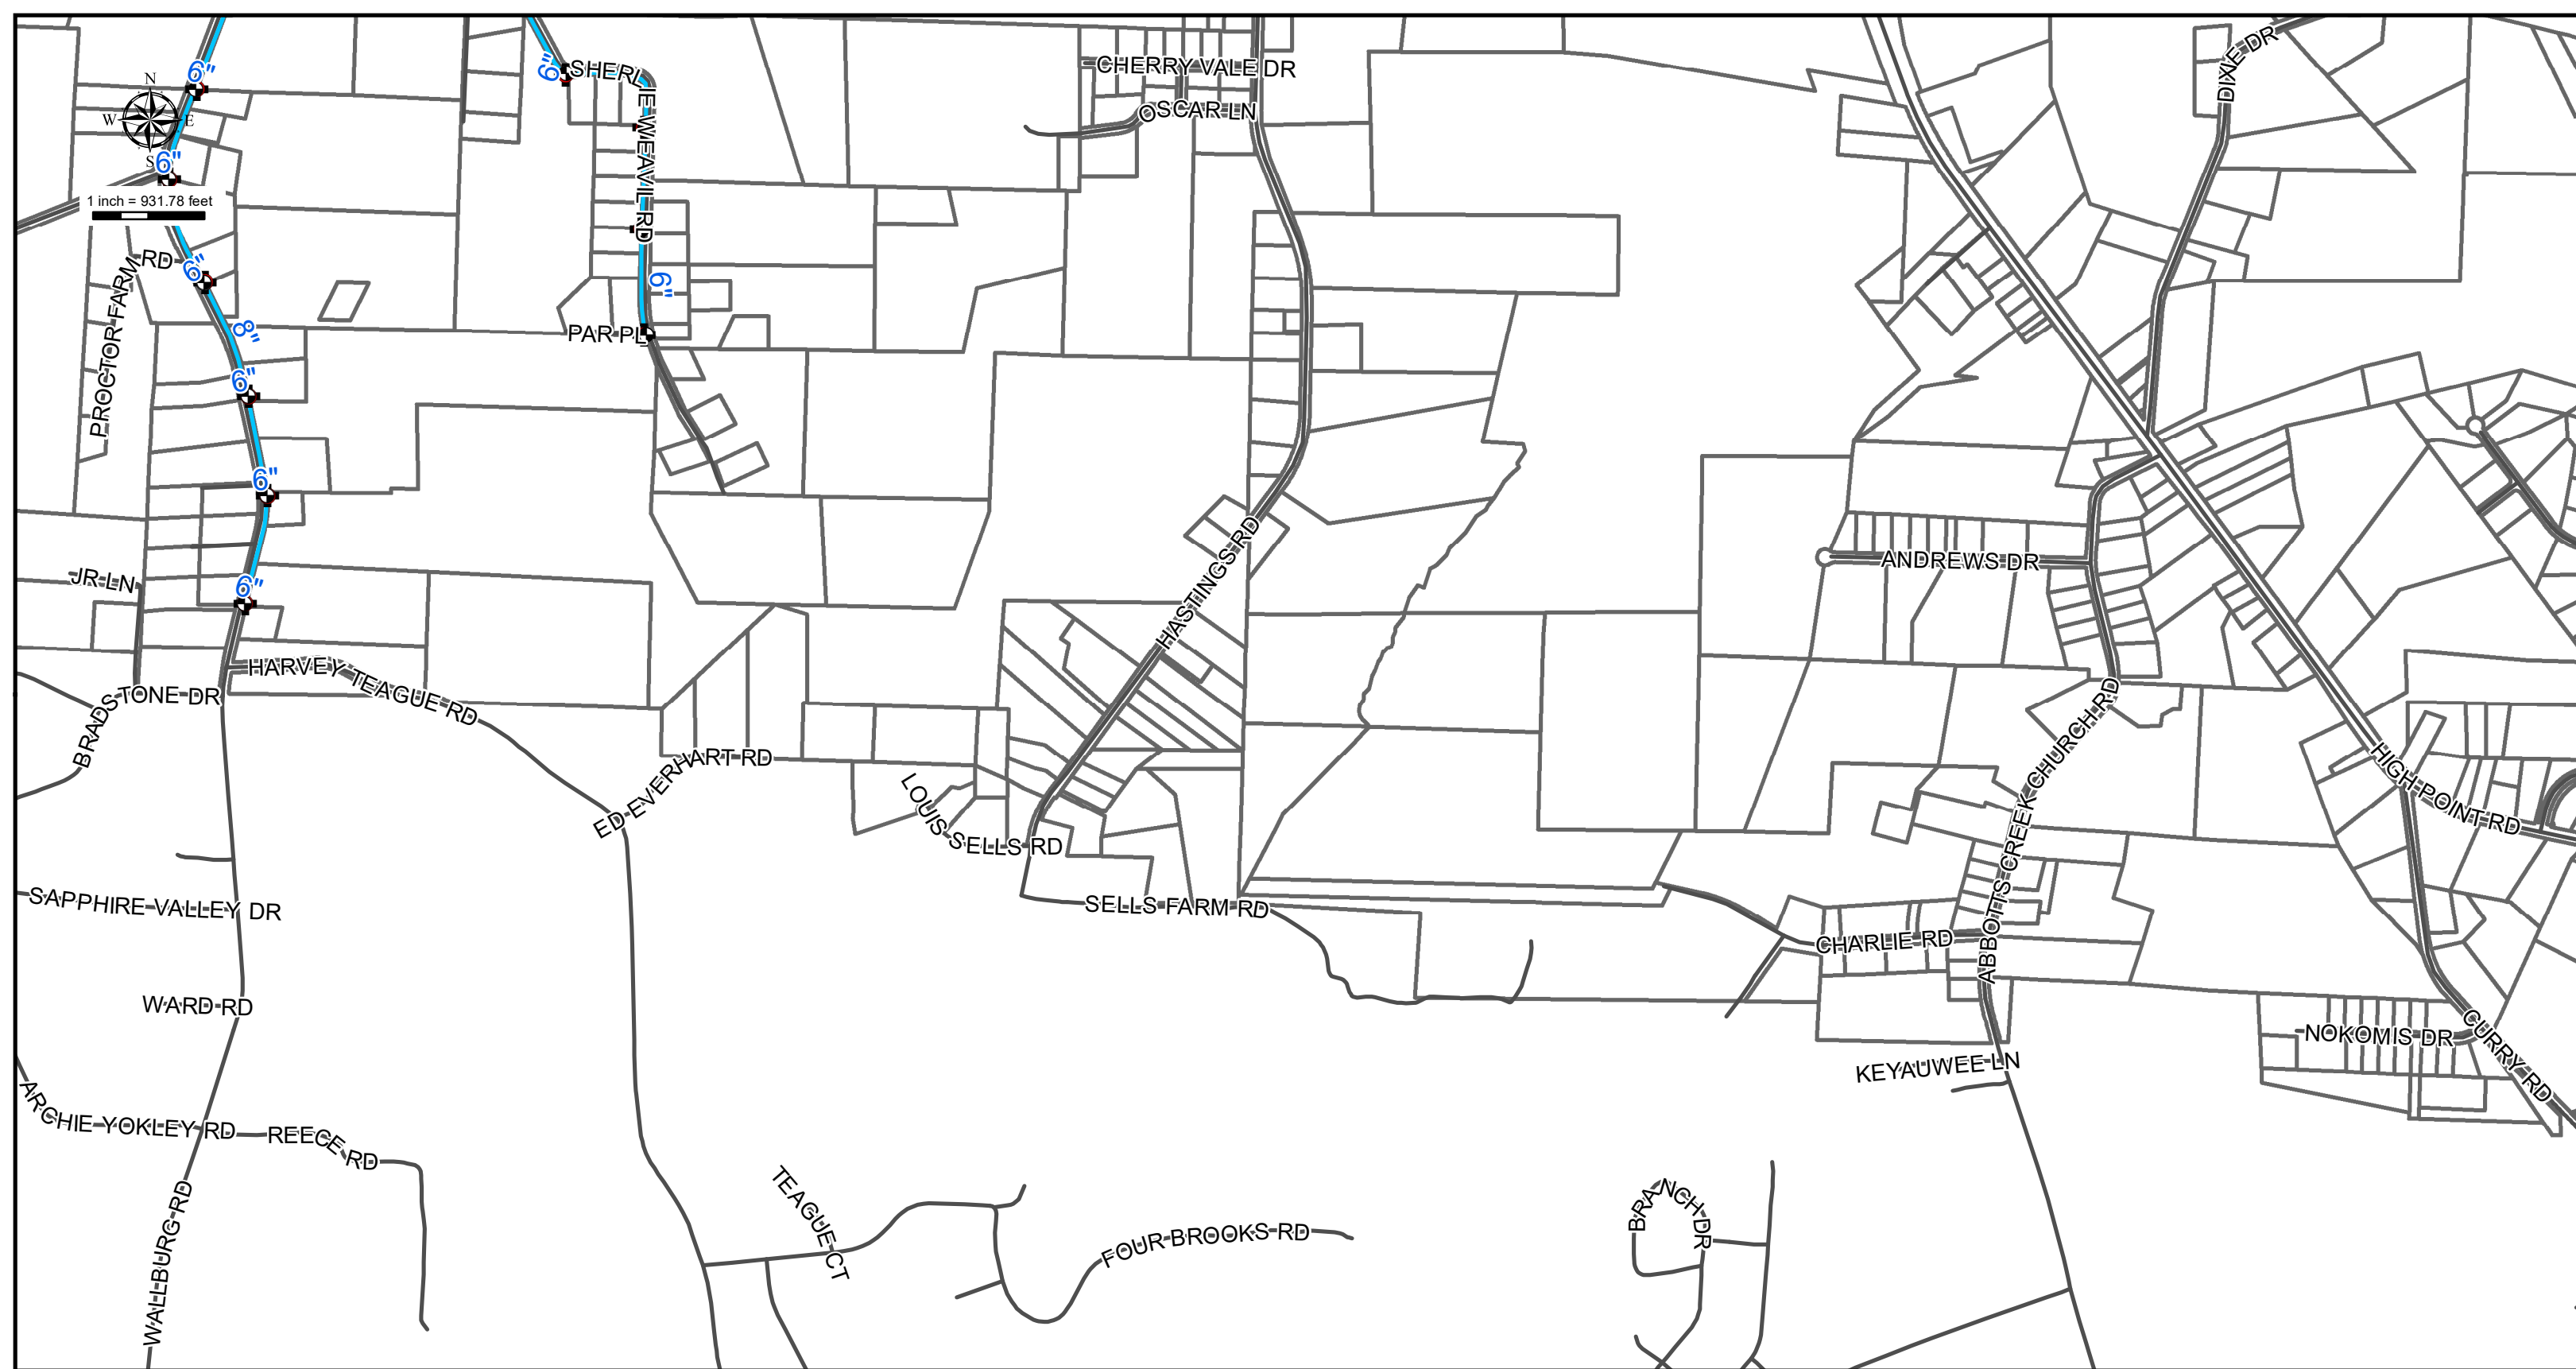 6"
6"
SHERLIE WEAVIL RD
CHERRY VALE DR
OSCAR LN
DIXIE DR
N
W
E
S
6"
1 inch = 931.78 feet
PROCTOR FARM RD
6"
6"
8"
PAR PL
6"
6"
HASTINGS RD
ANDREWS DR
JR LN
6"
HARVEY TEAGUE RD
BRADSTONE DR
ED EVERHART RD
LOUIS SELLS RD
ABBOTTS CREEK CHURCH RD
HIGH POINT RD
SAPPHIRE VALLEY DR
SELLS FARM RD
CHARLIE RD
WARD RD
NOKOMIS DR
CURRY RD
KEYAUWEE LN
ARCHIE YOKLEY RD
REECE RD
WALLBURG RD
TEAGUE CT
FOUR BROOKS RD
BRANCH DR